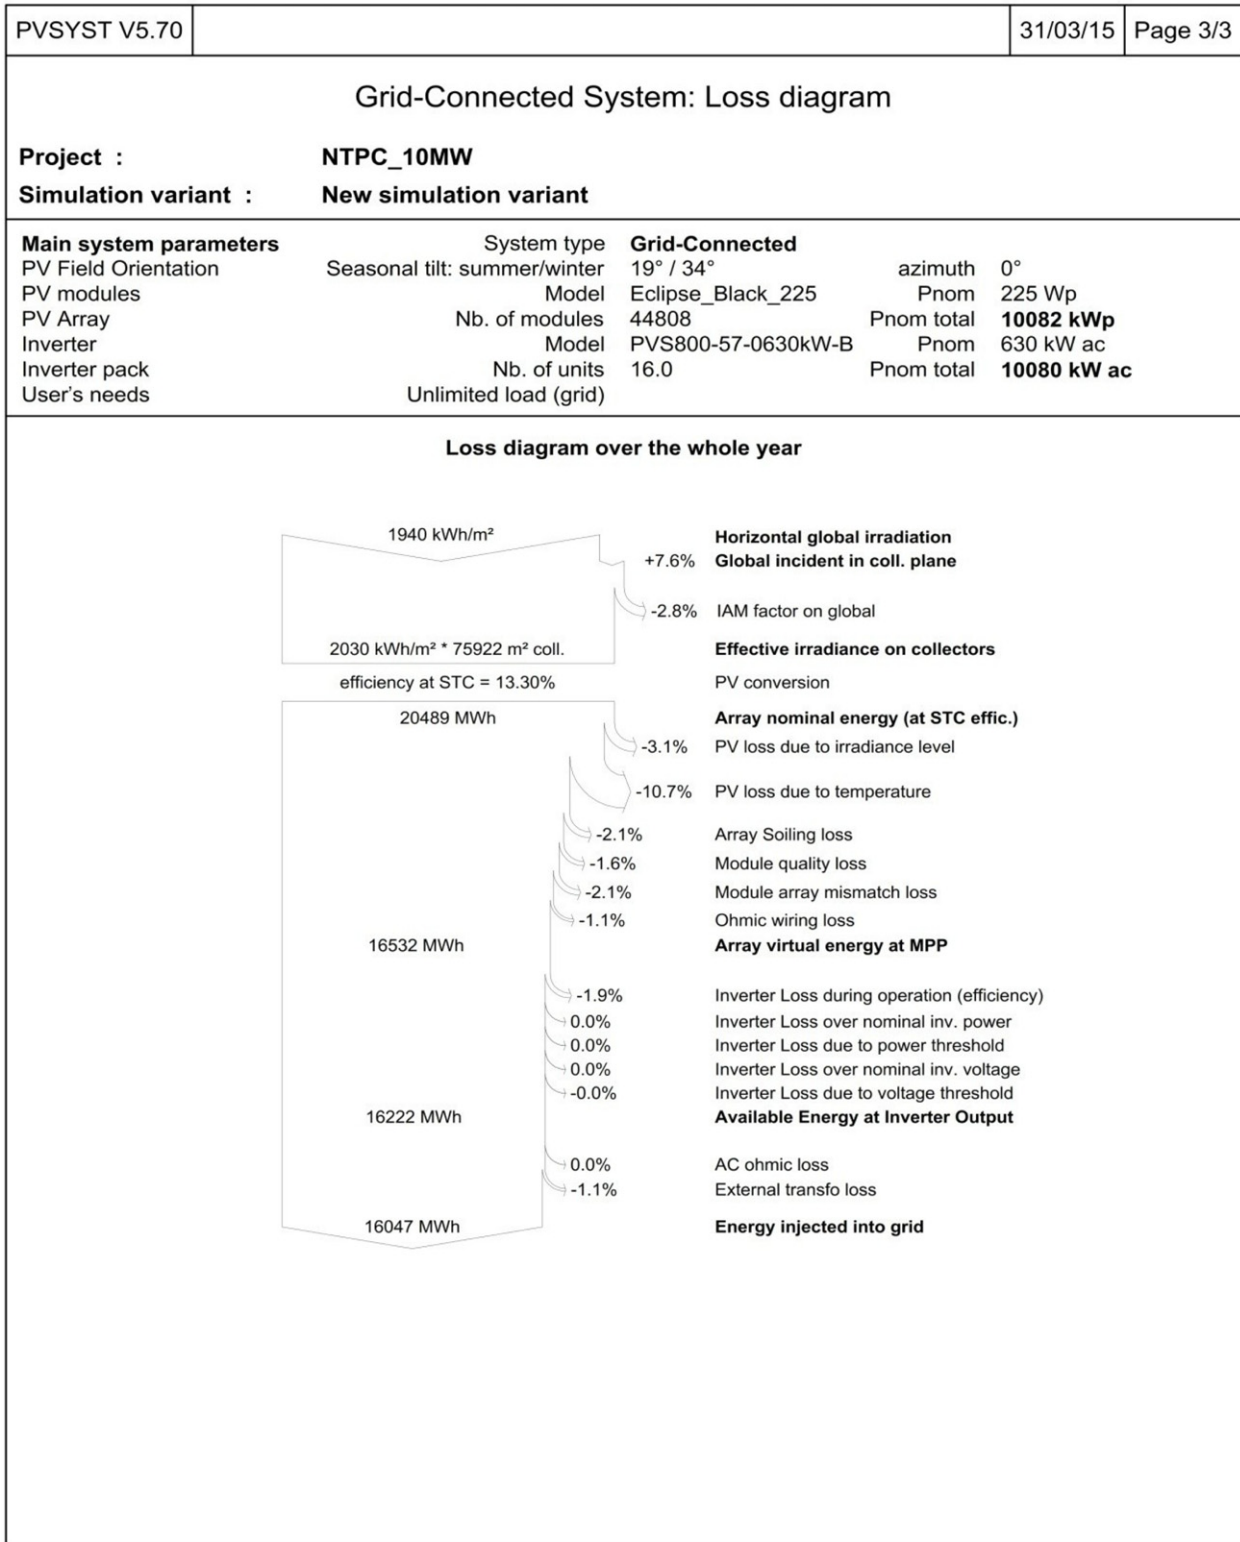 PVSYST V5.70 31/03/15 Page 3/3
Grid-Connected System: Loss diagram
Project : NTPC_10MW
Simulation variant : New simulation variant
Main system parameters System type Grid-Connected
PV Field Orientation Seasonal tilt: summer/winter 19° / 34° azimuth 0°
PV modules Model Eclipse_Black_225 Pnom 225 Wp
PV Array Nb. of modules 44808 Pnom total 10082 kWp
Inverter Model PVS800-57-0630kW-B Pnom 630 kW ac
Inverter pack Nb. of units 16.0 Pnom total 10080 kW ac
User's needs Unlimited load (grid)
Loss diagram over the whole year
1940 kWh/m² Horizontal global irradiation
+7.6% Global incident in coll. plane
-2.8% IAM factor on global
2030 kWh/m² * 75922 m² coll. Effective irradiance on collectors
efficiency at STC = 13.30% PV conversion
20489 MWh Array nominal energy (at STC effic.)
-3.1% PV loss due to irradiance level
-10.7% PV loss due to temperature
-2.1% Array Soiling loss
-1.6% Module quality loss
-2.1% Module array mismatch loss
-1.1% Ohmic wiring loss
16532 MWh Array virtual energy at MPP
-1.9% Inverter Loss during operation (efficiency)
0.0% Inverter Loss over nominal inv. power
0.0% Inverter Loss due to power threshold
0.0% Inverter Loss over nominal inv. voltage
-0.0% Inverter Loss due to voltage threshold
16222 MWh Available Energy at Inverter Output
0.0% AC ohmic loss
-1.1% External transfo loss
16047 MWh Energy injected into grid